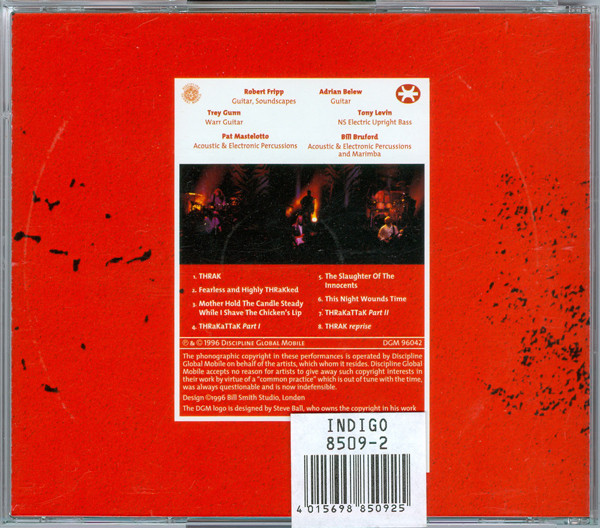 Robert Fripp
Guitar, Soundscapes
Adrian Belew
Guitar
Trey Gunn
Warr Guitar
Tony Levin
NS Electric Upright Bass
Pat Mastelotto
Acoustic & Electronic Percussions
Bill Bruford
Acoustic & Electronic Percussions
and Marimba
1. THRAK
2. Fearless and Highly THRaKked
3. Mother Hold The Candle Steady
While I Shave The Chicken's Lip
4. THRaKaTTaK Part I
5. The Slaughter Of The
Innocents
6. This Night Wounds Time
7. THRaKaTTaK Part II
8. THRAK reprise
℗ & © 1996 DISCIPLINE GLOBAL MOBILE DGM 96042
The phonographic copyright in these performances is operated by Discipline
Global Mobile on behalf of the artists, with whom it resides. Discipline Global
Mobile accepts no reason for artists to give away such copyright interests in
their work by virtue of a "common practice" which is out of tune with the time,
was always questionable and is now indefensible.
Design ©1996 Bill Smith Studio, London
The DGM logo is designed by Steve Ball, who owns the copyright in his work
INDIGO
8509-2
4 015698 850925